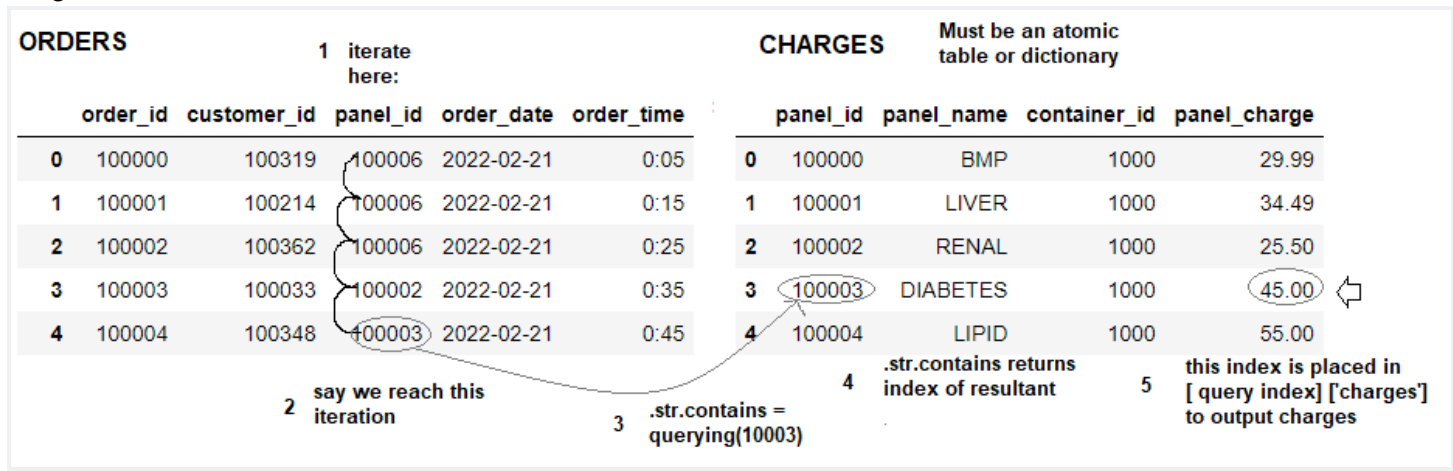 ORDERS
1 iterate
here:
CHARGES
Must be an atomic
table or dictionary
order_id customer_id panel_id order_date order_time
0 100000 100319 100006 2022-02-21 0:05
1 100001 100214 100006 2022-02-21 0:15
2 100002 100362 100006 2022-02-21 0:25
3 100003 100033 100002 2022-02-21 0:35
4 100004 100348 100003 2022-02-21 0:45
panel_id panel_name container_id panel_charge
0 100000 BMP 1000 29.99
1 100001 LIVER 1000 34.49
2 100002 RENAL 1000 25.50
3 100003 DIABETES 1000 45.00
4 100004 LIPID 1000 55.00
2 say we reach this
iteration
3 .str.contains =
querying(10003)
4 .str.contains returns
index of resultant
5 this index is placed in
[ query index] ['charges']
to output charges